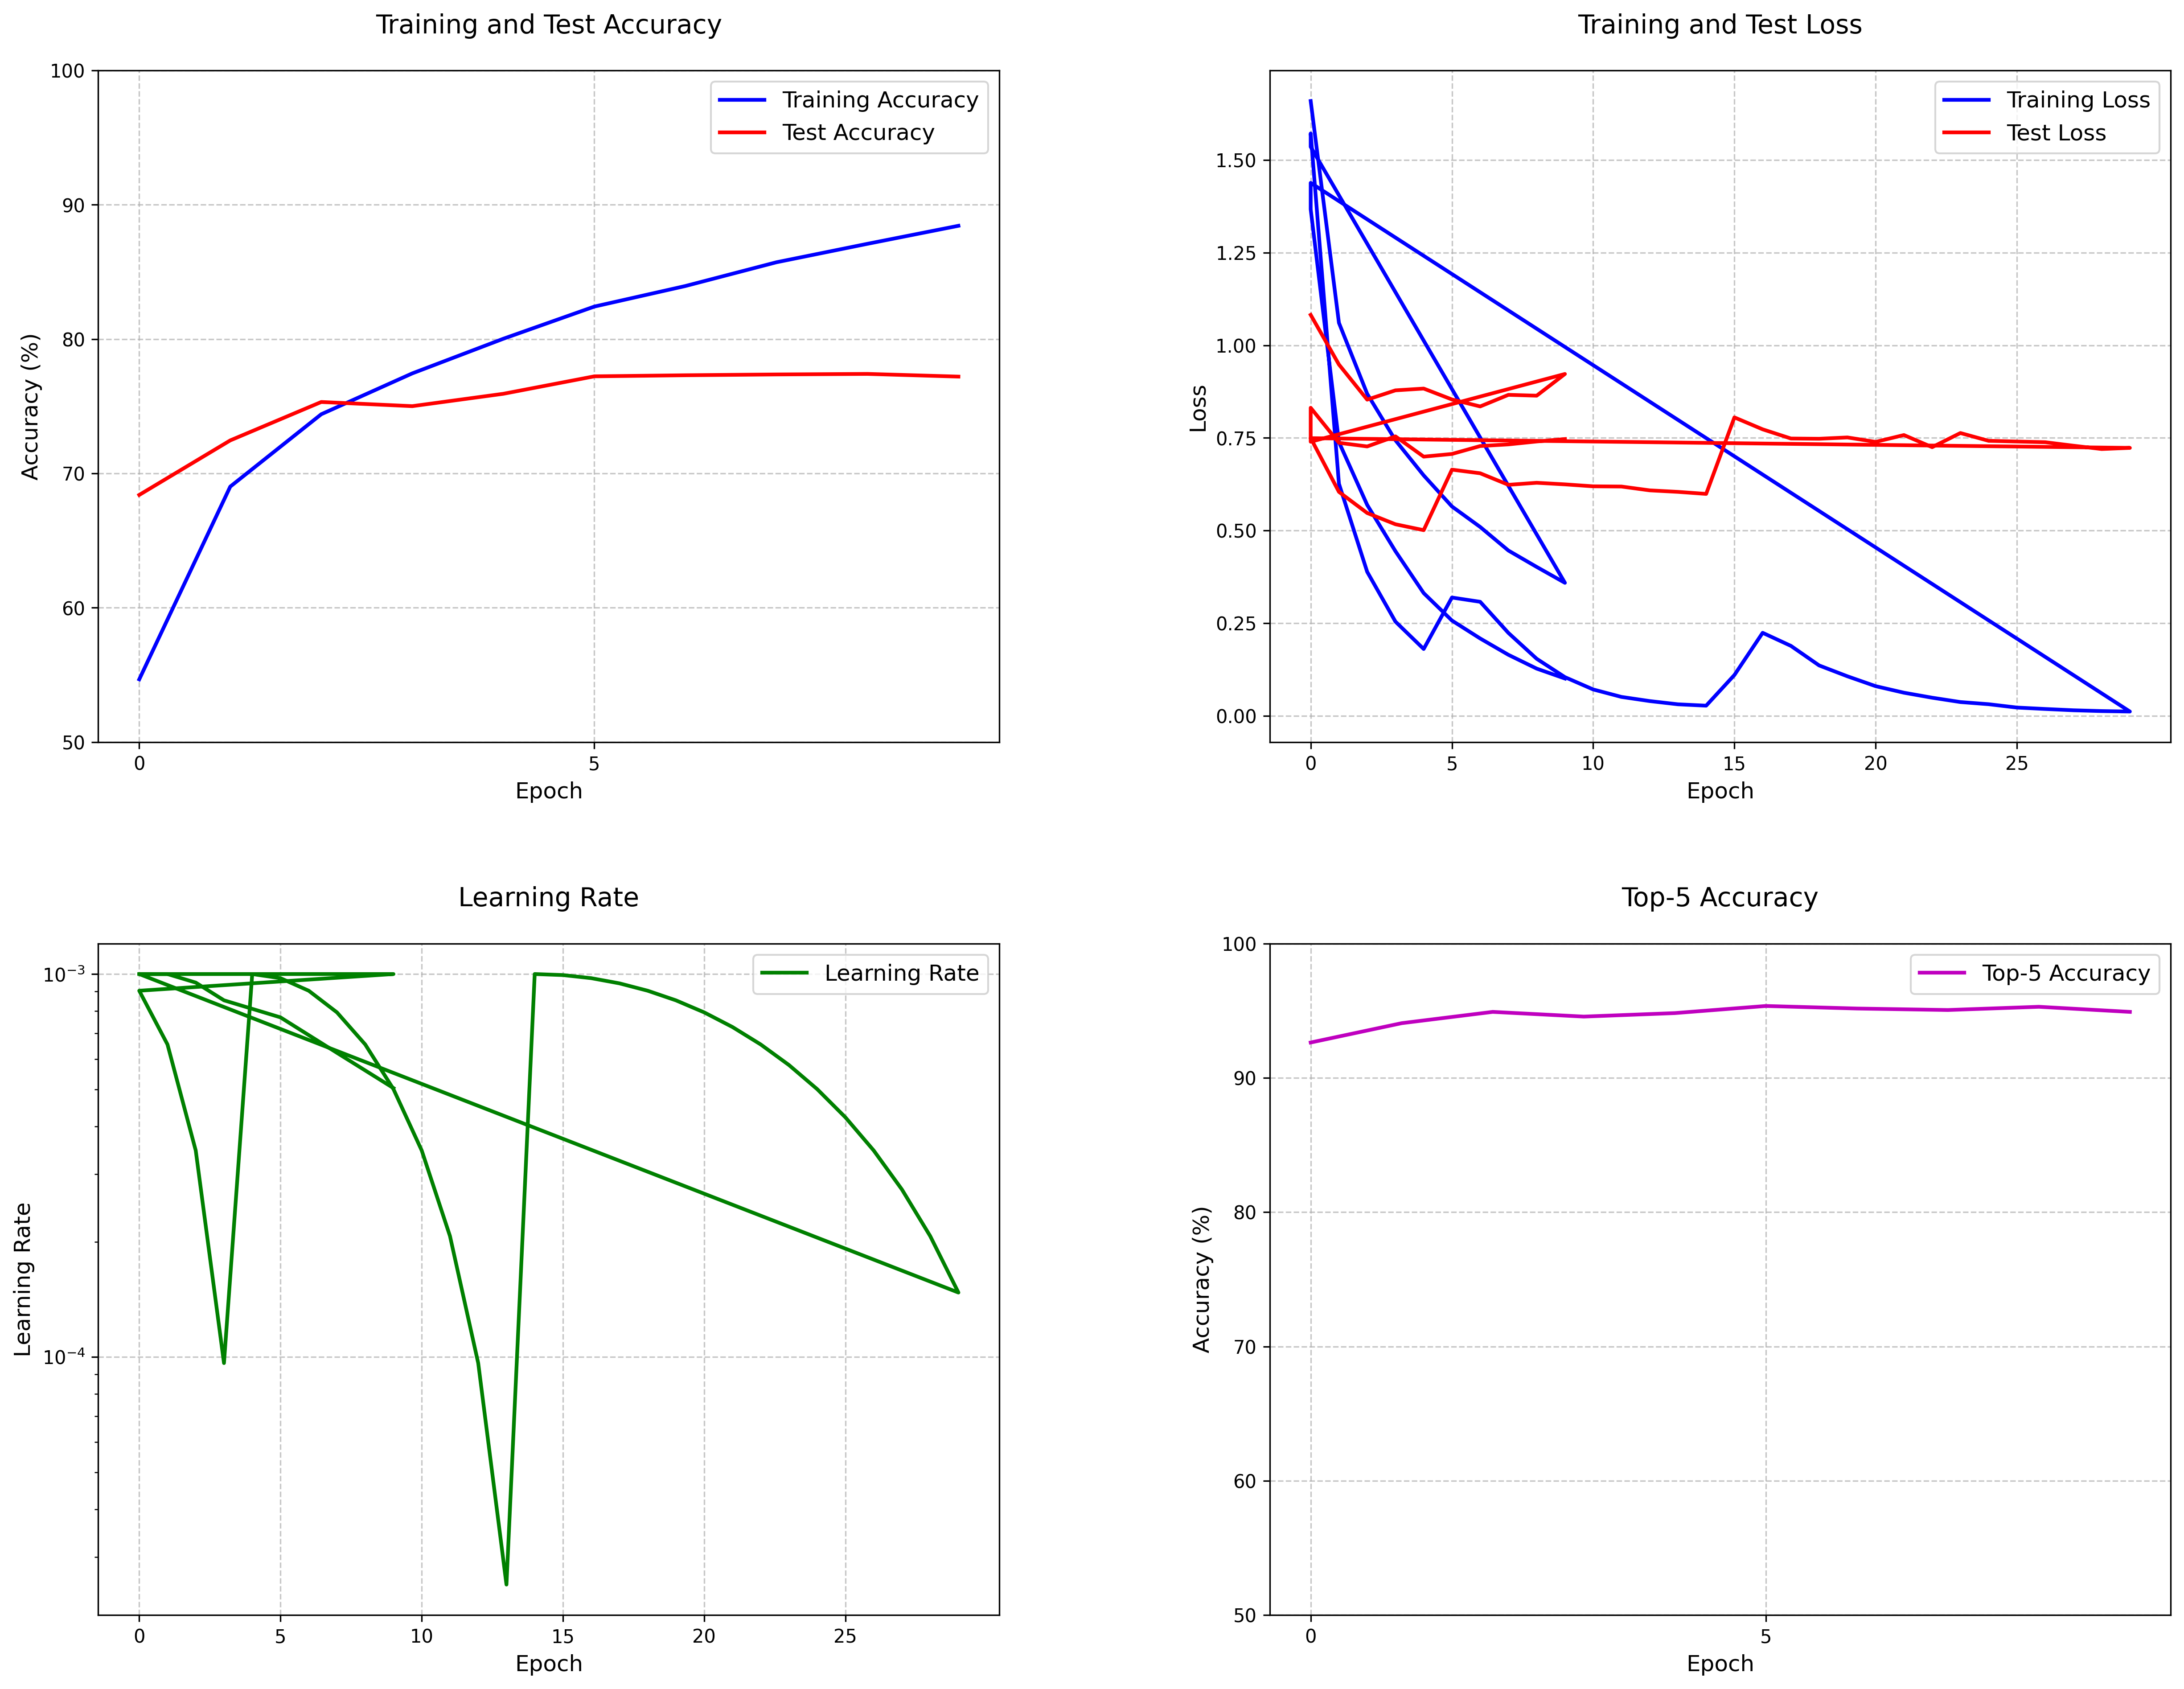 Training and Test Accuracy
100
90
80
70
60
50
Accuracy (%)
0 5
Epoch
Training Accuracy
Test Accuracy
Training and Test Loss
1.50
1.25
1.00
0.75
0.50
0.25
0.00
Loss
0 5 10 15 20 25
Epoch
Training Loss
Test Loss
Learning Rate
10⁻³
10⁻⁴
Learning Rate
0 5 10 15 20 25
Epoch
Learning Rate
Top-5 Accuracy
100
90
80
70
60
50
Accuracy (%)
0 5
Epoch
Top-5 Accuracy